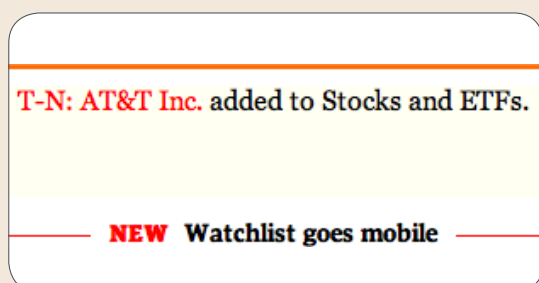 T-N: AT&T Inc. added to Stocks and ETFs.
NEW Watchlist goes mobile